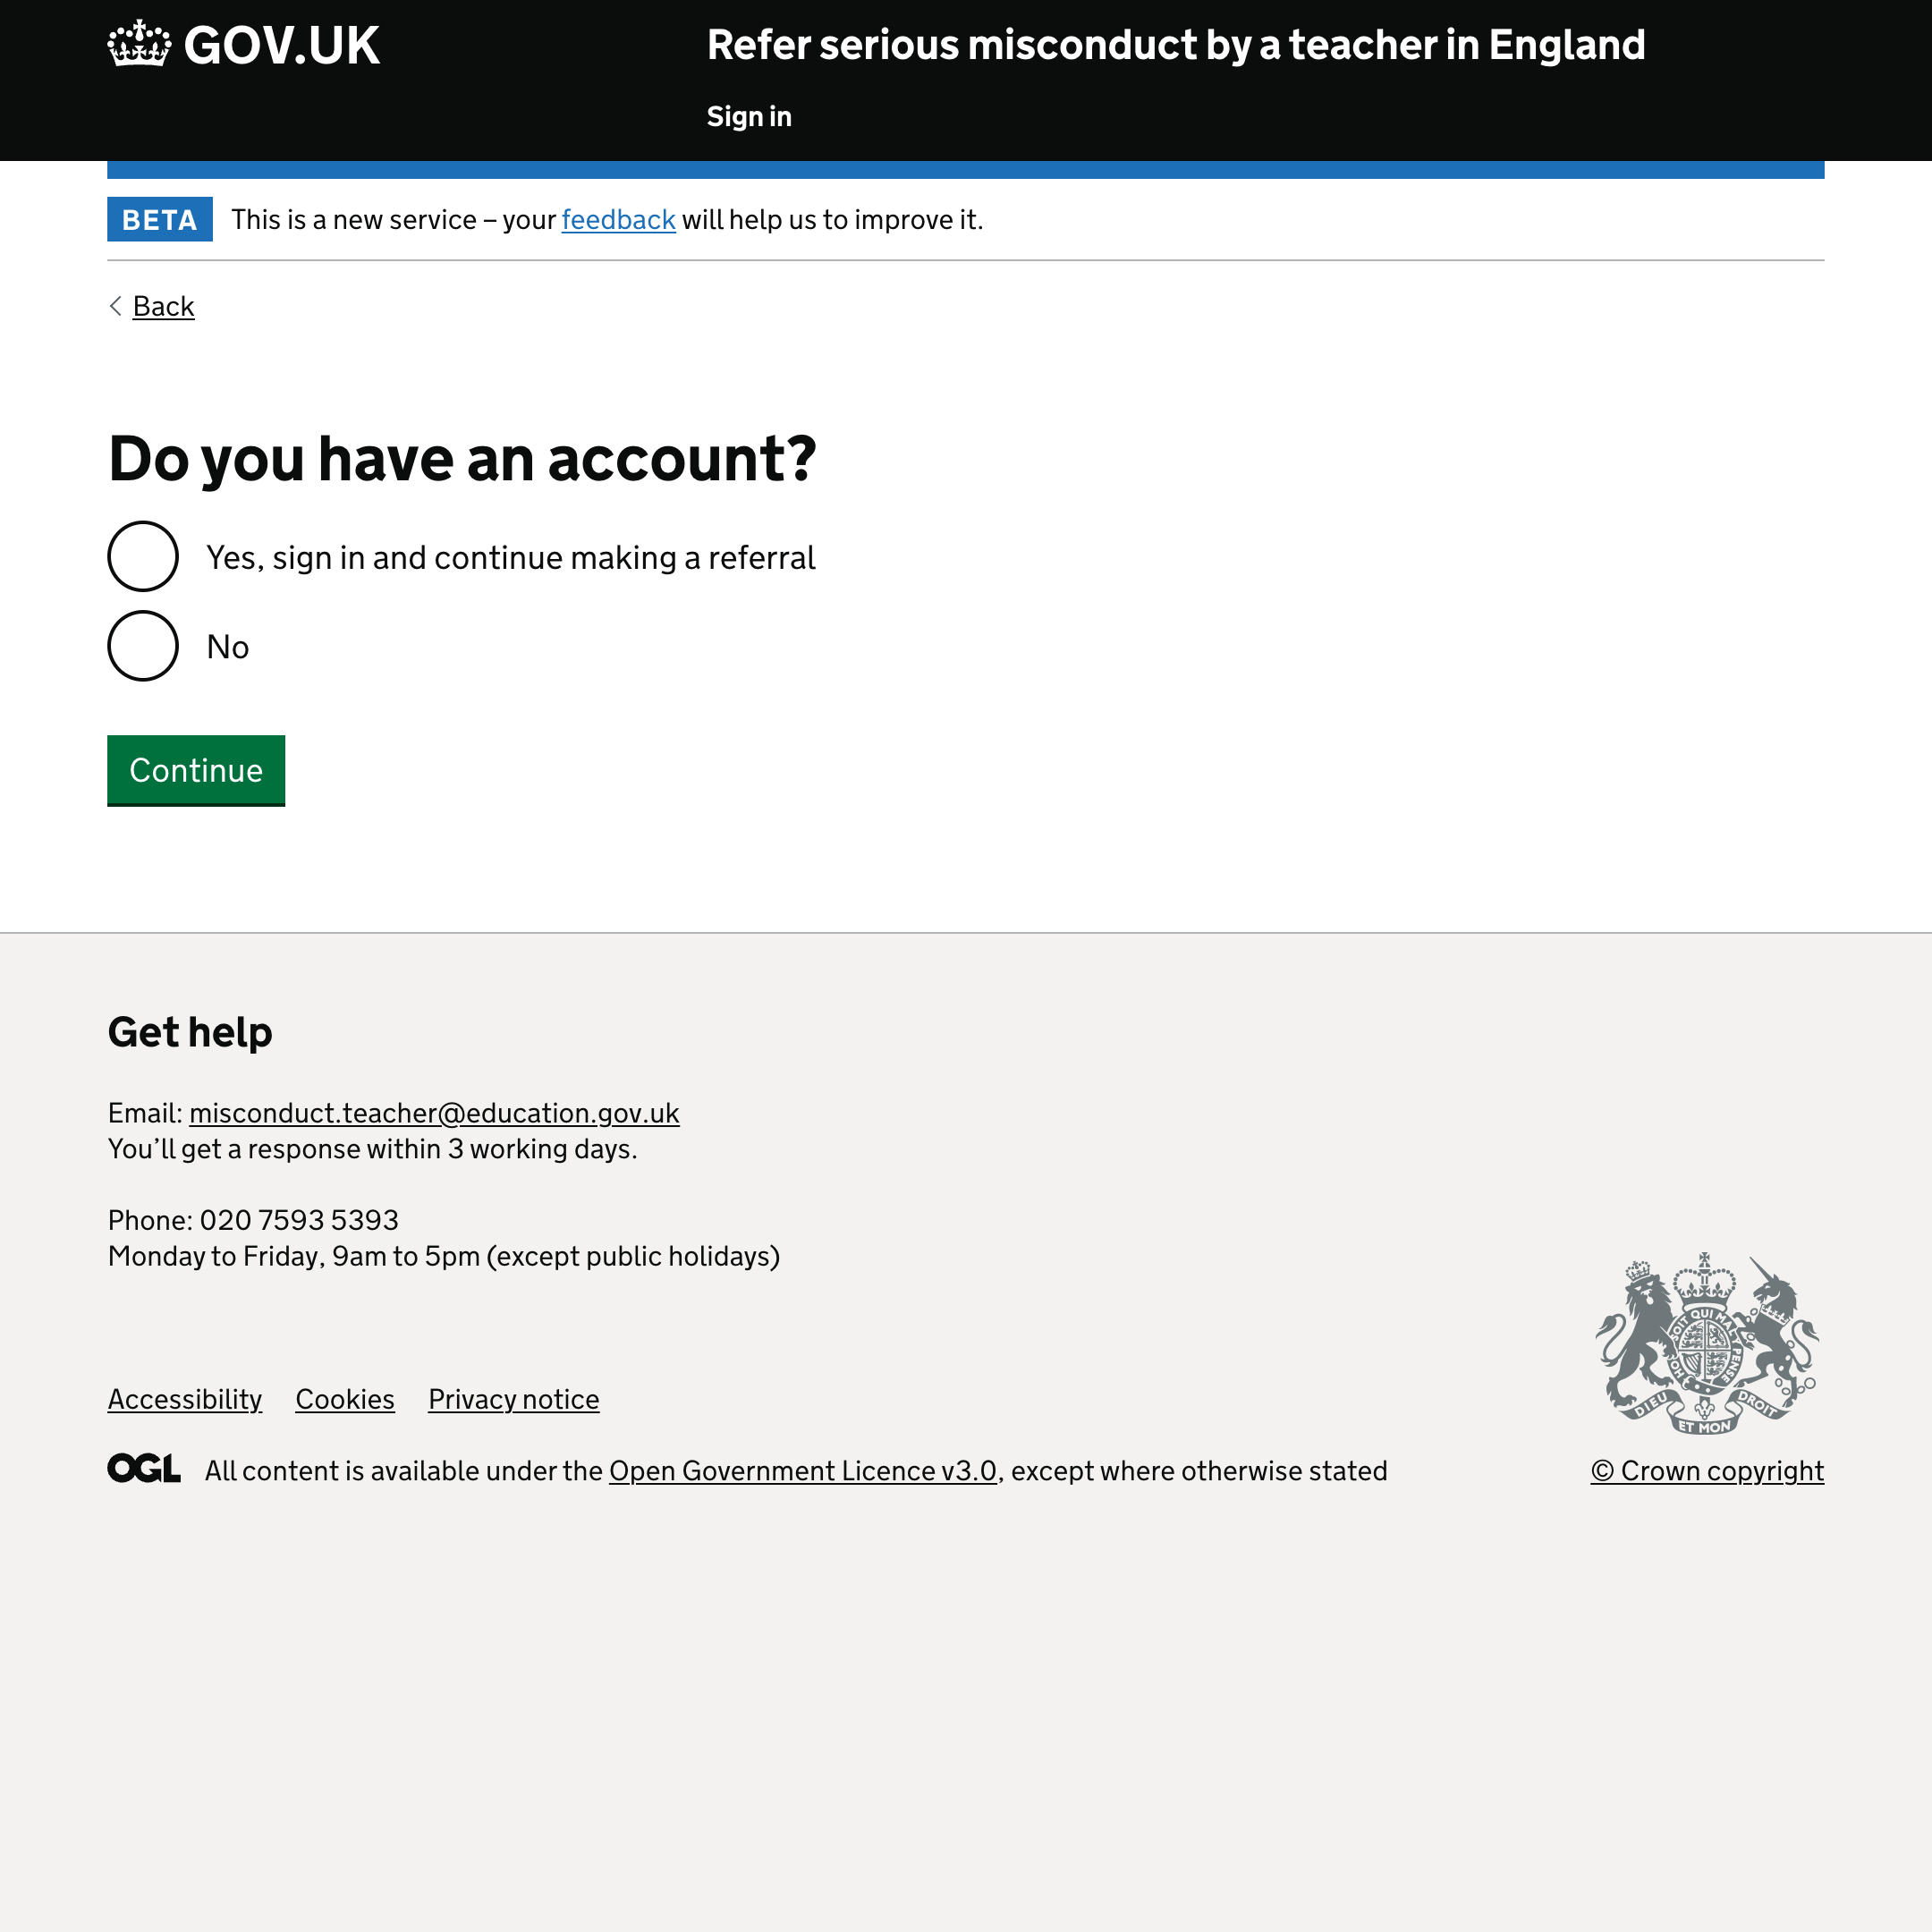 GOV.UK
Refer serious misconduct by a teacher in England
Sign in
BETA
This is a new service – your feedback will help us to improve it.
Back
Do you have an account?
Yes, sign in and continue making a referral
No
Continue
Get help
Email: misconduct.teacher@education.gov.uk
You’ll get a response within 3 working days.
Phone: 020 7593 5393
Monday to Friday, 9am to 5pm (except public holidays)
Accessibility
Cookies
Privacy notice
DIEU ET MON DROIT
OGL
All content is available under the Open Government Licence v3.0, except where otherwise stated
© Crown copyright